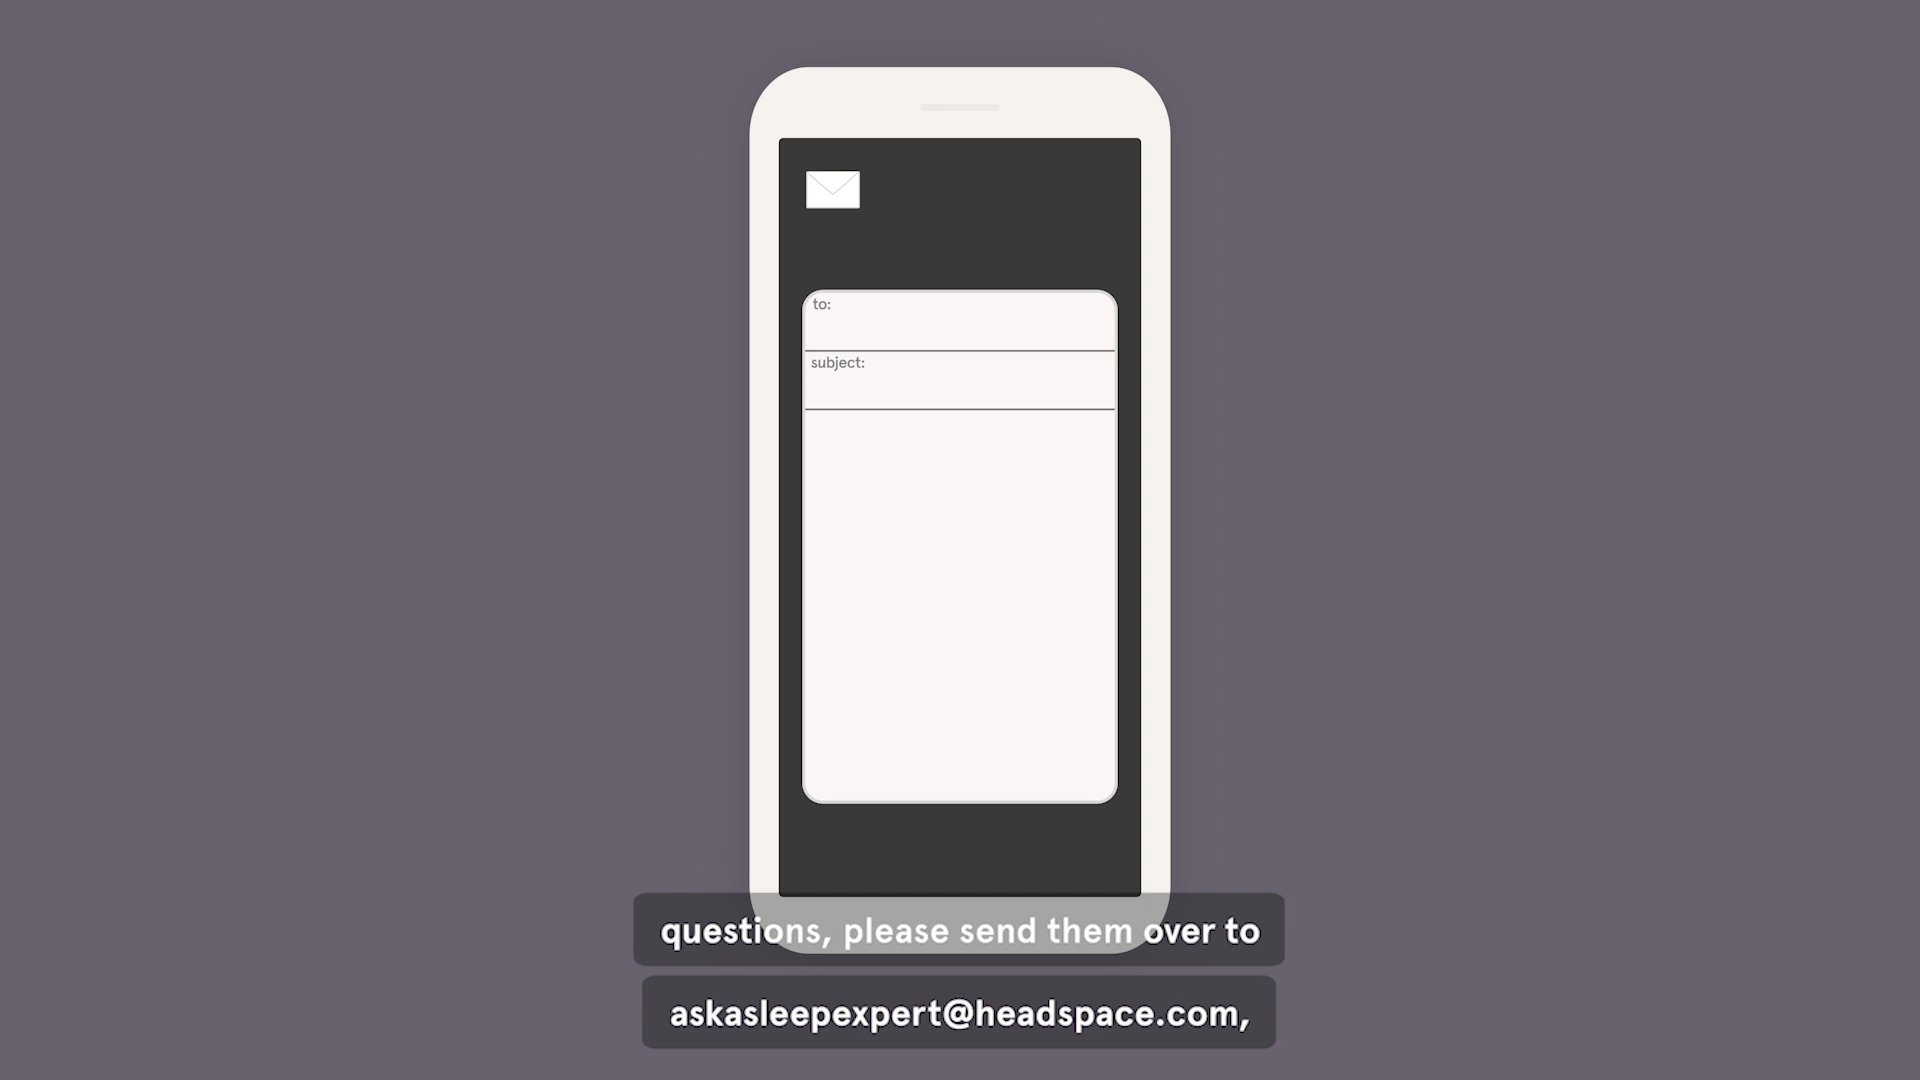 to:
subject:
questions, please send them over to
askasleepexpert@headspace.com,